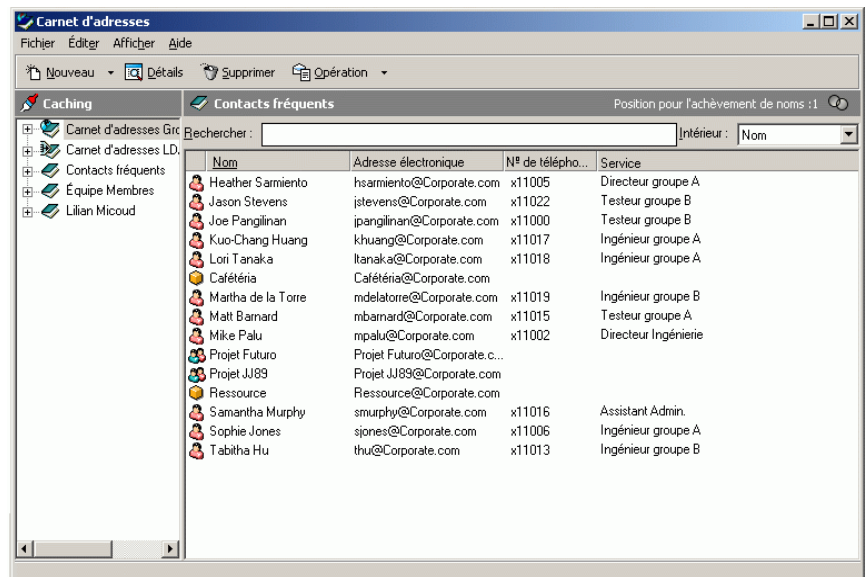 Carnet d'adresses
Fichier Éditer Afficher Aide
Nouveau Détails Supprimer Opération
Caching Contacts fréquents Position pour l'achèvement de noms :1
Carnet d'adresses Grc Rechercher : Intérieur : Nom
Carnet d'adresses LD.
Contacts fréquents
Équipe Membres
Lilian Micoud
Nom Adresse électronique Nº de télépho... Service
Heather Sarmiento hsarmiento@Corporate.com x11005 Directeur groupe A
Jason Stevens jstevens@Corporate.com x11022 Testeur groupe B
Joe Pangilinan jpangilinan@Corporate.com x11000 Testeur groupe B
Kuo-Chang Huang khuang@Corporate.com x11017 Ingénieur groupe A
Lori Tanaka ltanaka@Corporate.com x11018 Ingénieur groupe A
Cafétéria Cafétéria@Corporate.com
Martha de la Torre mdelatorre@Corporate.com x11019 Ingénieur groupe B
Matt Barnard mbarnard@Corporate.com x11015 Testeur groupe A
Mike Palu mpalu@Corporate.com x11002 Directeur Ingénierie
Projet Futuro Projet Futuro@Corporate.c...
Projet JJ89 Projet JJ89@Corporate.com
Ressource Ressource@Corporate.com
Samantha Murphy smurphy@Corporate.com x11016 Assistant Admin.
Sophie Jones sjones@Corporate.com x11006 Ingénieur groupe A
Tabitha Hu thu@Corporate.com x11013 Ingénieur groupe B